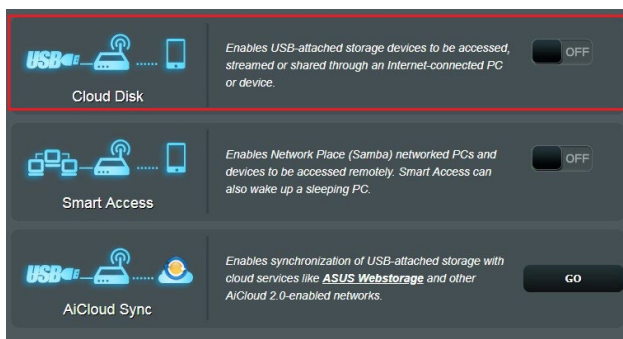 Enables USB-attached storage devices to be accessed,
USB streamed or shared through an Internet-connected PC OFF
or device.
Cloud Disk
Enables Network Place (Samba) networked PCs and
devices to be accessed remotely. Smart Access can OFF
also wake up a sleeping PC.
Smart Access
Enables synchronization of USB-attached storage with
USB cloud services like ASUS Webstorage and other GO
AiCloud 2.0-enabled networks.
AiCloud Sync